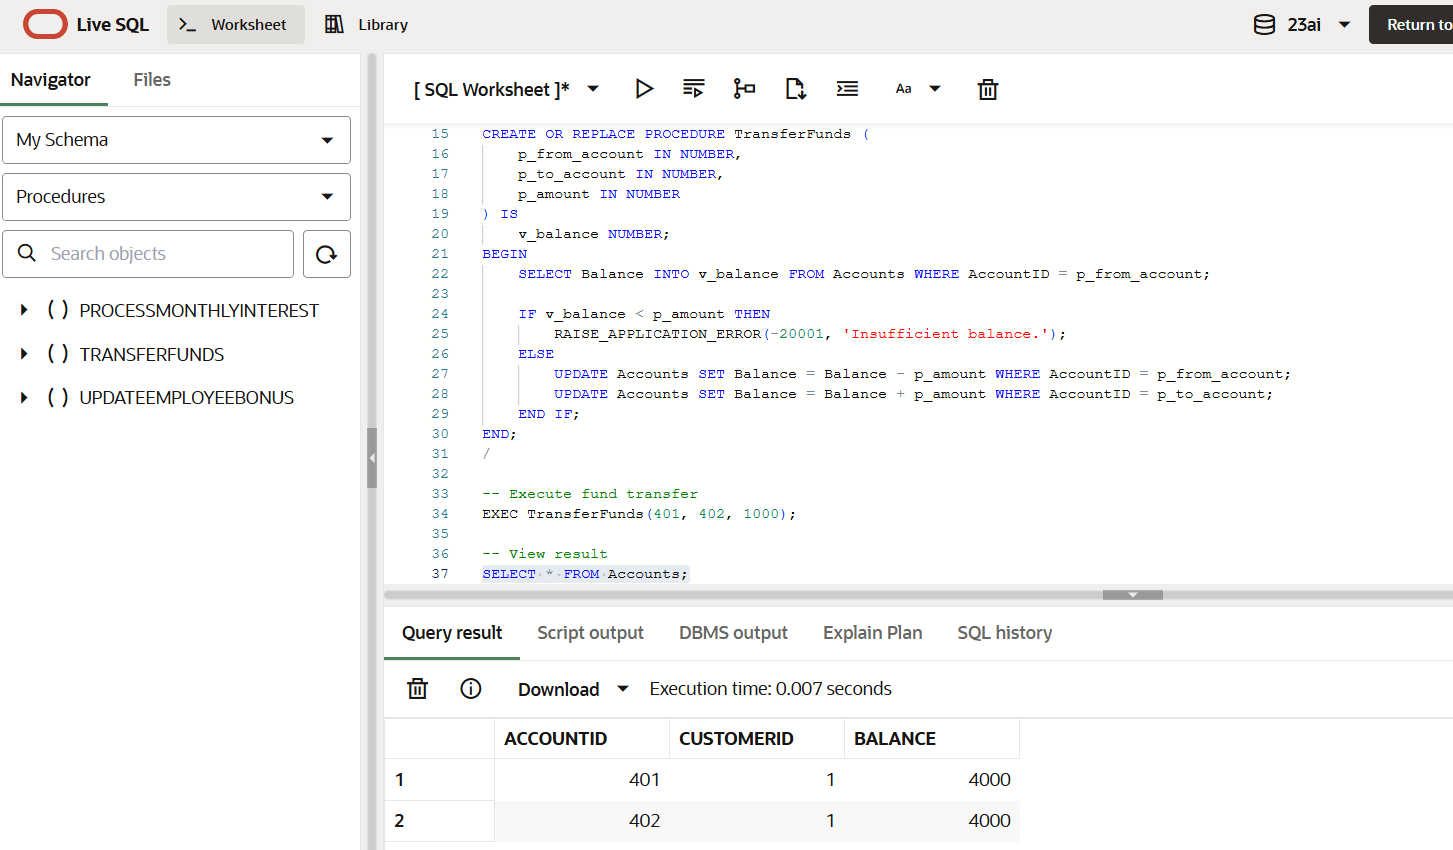 Live SQL
>_ Worksheet
Library
23ai
Return to
Navigator
Files
My Schema
Procedures
Search objects
( ) PROCESSMONTHLYINTEREST
( ) TRANSFERFUNDS
( ) UPDATEEMPLOYEEBONUS
[ SQL Worksheet ]*
Aa
15 CREATE OR REPLACE PROCEDURE TransferFunds (
16 p_from_account IN NUMBER,
17 p_to_account IN NUMBER,
18 p_amount IN NUMBER
19 ) IS
20 v_balance NUMBER;
21 BEGIN
22 SELECT Balance INTO v_balance FROM Accounts WHERE AccountID = p_from_account;
23
24 IF v_balance < p_amount THEN
25 RAISE_APPLICATION_ERROR(-20001, 'Insufficient balance.');
26 ELSE
27 UPDATE Accounts SET Balance = Balance - p_amount WHERE AccountID = p_from_account;
28 UPDATE Accounts SET Balance = Balance + p_amount WHERE AccountID = p_to_account;
29 END IF;
30 END;
31 /
32
33 -- Execute fund transfer
34 EXEC TransferFunds(401, 402, 1000);
35
36 -- View result
37 SELECT * FROM Accounts;
Query result
Script output
DBMS output
Explain Plan
SQL history
Download
Execution time: 0.007 seconds
ACCOUNTID CUSTOMERID BALANCE
1 401 1 4000
2 402 1 4000